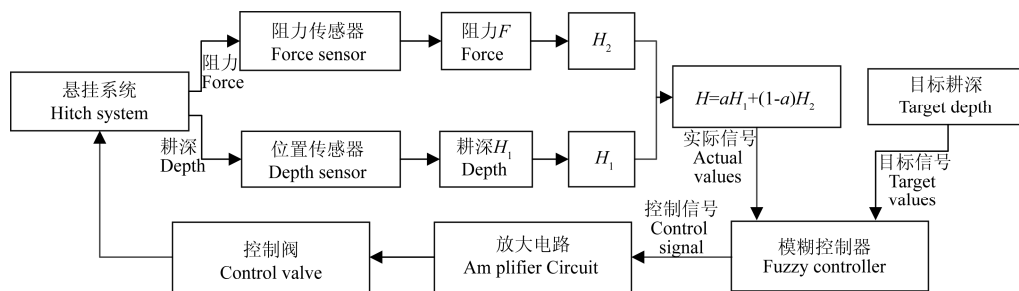 阻力传感器
Force sensor
阻力F
Force
H₂
阻力
Force
悬挂系统
Hitch system
H=aH₁+(1-a)H₂
目标耕深
Target depth
耕深
Depth
位置传感器
Depth sensor
耕深H₁
Depth
H₁
实际信号
Actual
values
目标信号
Target
values
控制信号
Control
signal
控制阀
Control valve
放大电路
Am plifier Circuit
模糊控制器
Fuzzy controller